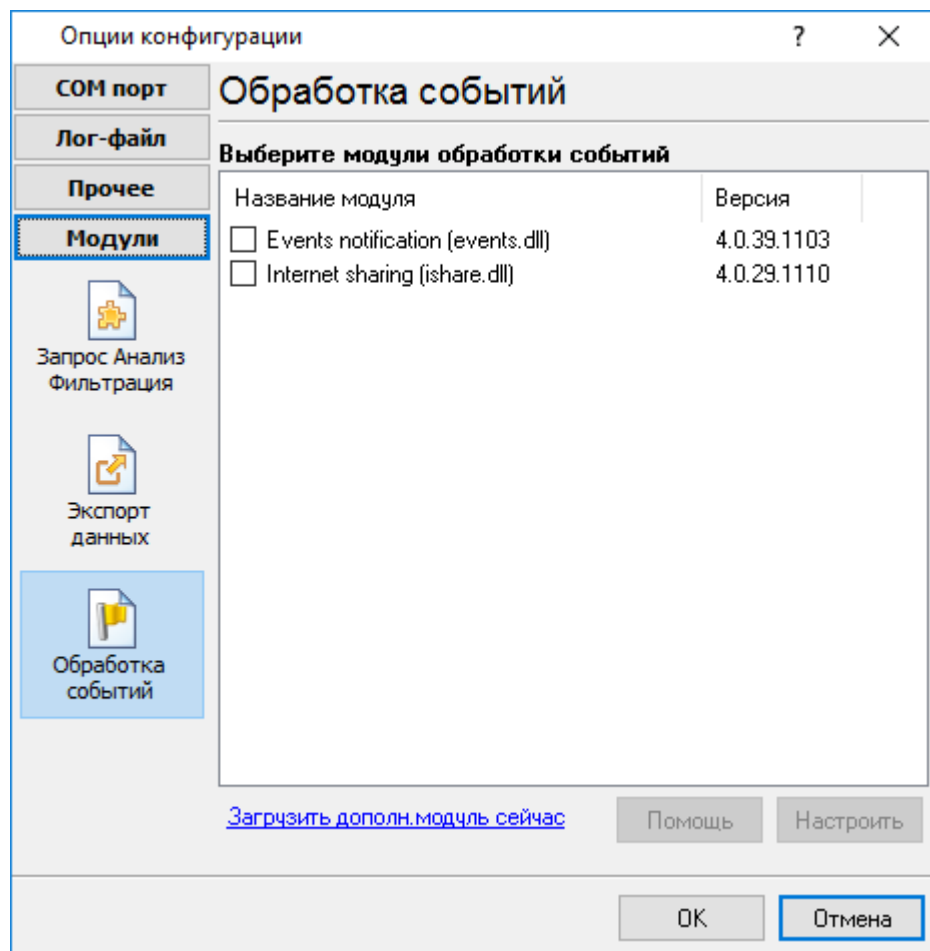 Опции конфигурации
?
COM порт
Лог-файл
Прочее
Модули
Запрос Анализ
Фильтрация
Экспорт
данных
Обработка
событий
Обработка событий
Выберите модули обработки событий
Название модуля Версия
Events notification (events.dll) 4.0.39.1103
Internet sharing (ishare.dll) 4.0.29.1110
Загрузить дополн.модуль сейчас
Помощь
Настроить
OK
Отмена